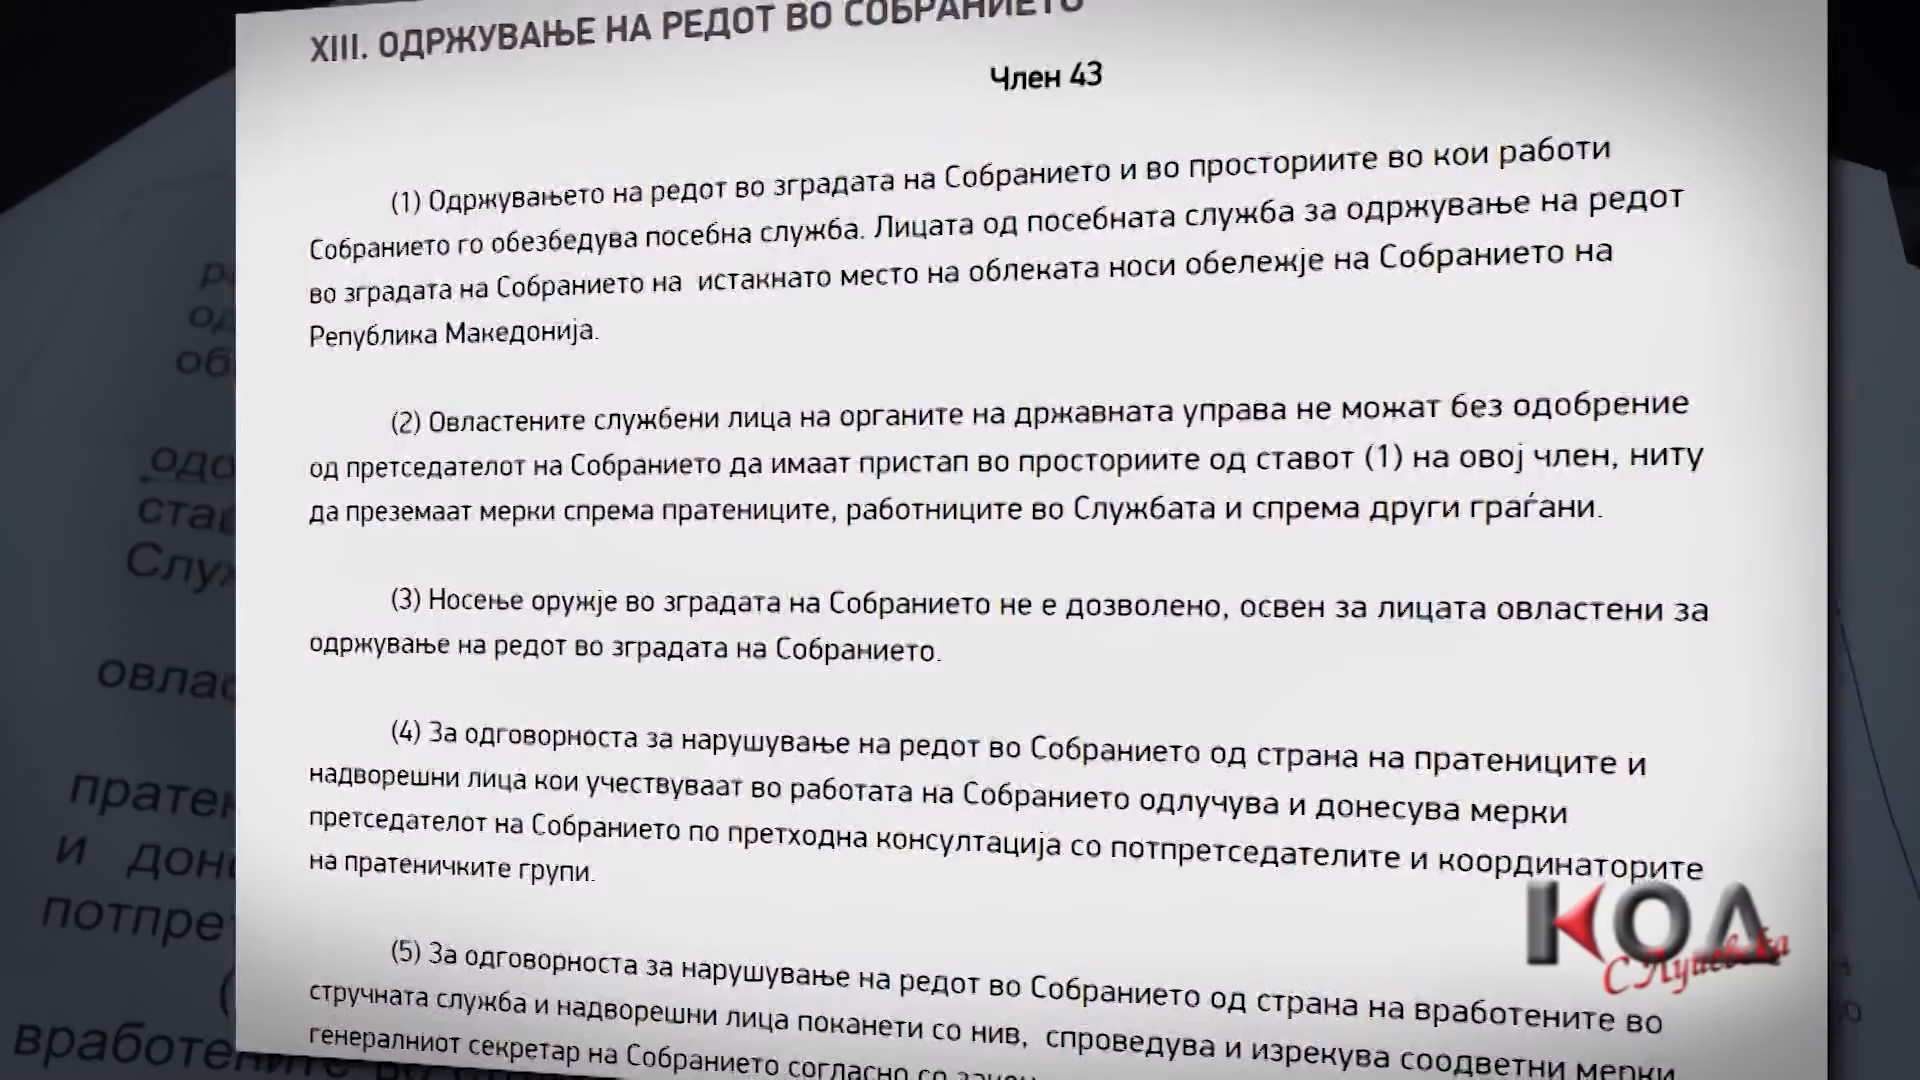 XIII. ОДРЖУВАЊЕ НА РЕДОТ ВО СОБРАНИЕТО
Член 43
(1) Одржувањето на редот во зградата на Собранието и во просториите во кои работи
Собранието го обезбедува посебна служба. Лицата од посебната служба за одржување на редот
во зградата на Собранието на истакнато место на облеката носи обележје на Собранието на
Република Македонија.
(2) Овластените службени лица на органите на државната управа не можат без одобрение
од претседателот на Собранието да имаат пристап во просториите од ставот (1) на овој член, ниту
да преземаат мерки спрема пратениците, работниците во Службата и спрема други граѓани.
(3) Носење оружје во зградата на Собранието не е дозволено, освен за лицата овластени за
одржување на редот во зградата на Собранието.
(4) За одговорноста за нарушување на редот во Собранието од страна на пратениците и
надворешни лица кои учествуваат во работата на Собранието одлучува и донесува мерки
претседателот на Собранието по претходна консултација со потпретседателите и координаторите
на пратеничките групи.
(5) За одговорноста за нарушување на редот во Собранието од страна на вработените во
стручната служба и надворешни лица поканети со нив, спроведува и изрекува соодветни мерки
генералниот секретар на Собранието согласно со
КОД